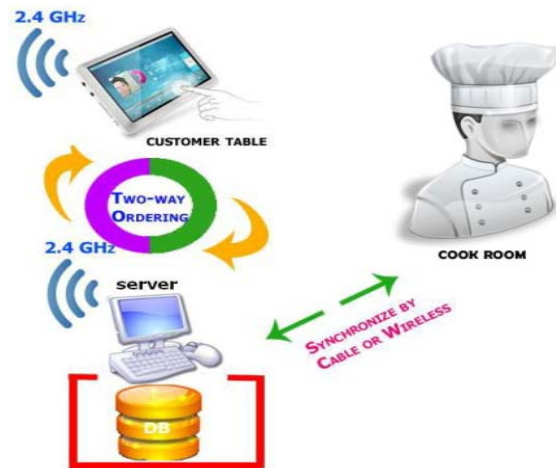 2.4 GHz
CUSTOMER TABLE
TWO-WAY
ORDERING
2.4 GHz
server
DB
COOK ROOM
SYNCHRONIZE BY
CABLE OR WIRELESS